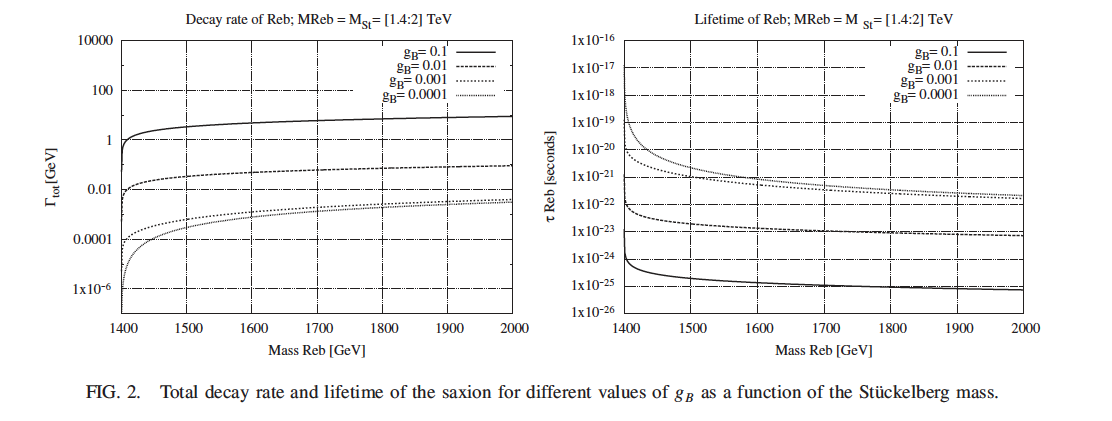 Decay rate of Reb; MReb = M_St= [1.4:2] TeV
10000
100
1
0.01
0.0001
1x10^-6
Γ_tot [GeV]
g_B= 0.1
g_B= 0.01
g_B= 0.001
g_B= 0.0001
1400 1500 1600 1700 1800 1900 2000
Mass Reb [GeV]
Lifetime of Reb; MReb = M_St= [1.4:2] TeV
1x10^-16
1x10^-17
1x10^-18
1x10^-19
1x10^-20
1x10^-21
1x10^-22
1x10^-23
1x10^-24
1x10^-25
1x10^-26
τ Reb [seconds]
g_B= 0.1
g_B= 0.01
g_B= 0.001
g_B= 0.0001
1400 1500 1600 1700 1800 1900 2000
Mass Reb [GeV]
FIG. 2. Total decay rate and lifetime of the saxion for different values of g_B as a function of the Stückelberg mass.